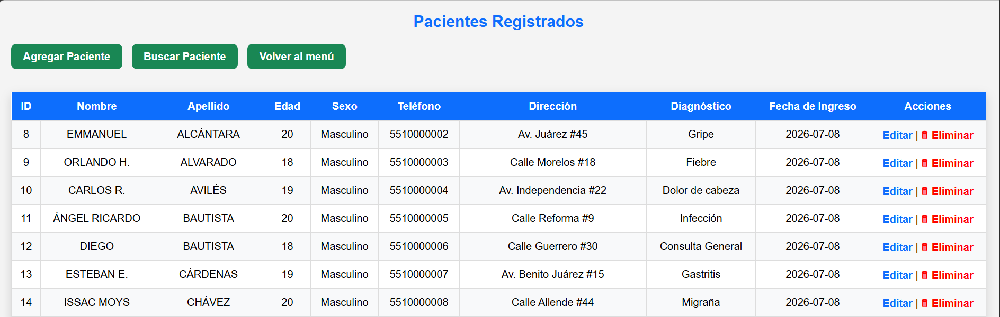 Pacientes Registrados
Agregar Paciente Buscar Paciente Volver al menú
ID Nombre Apellido Edad Sexo Teléfono Dirección Diagnóstico Fecha de Ingreso Acciones
8 EMMANUEL ALCÁNTARA 20 Masculino 5510000002 Av. Juárez #45 Gripe 2026-07-08 Editar | Eliminar
9 ORLANDO H. ALVARADO 18 Masculino 5510000003 Calle Morelos #18 Fiebre 2026-07-08 Editar | Eliminar
10 CARLOS R. AVILÉS 19 Masculino 5510000004 Av. Independencia #22 Dolor de cabeza 2026-07-08 Editar | Eliminar
11 ÁNGEL RICARDO BAUTISTA 20 Masculino 5510000005 Calle Reforma #9 Infección 2026-07-08 Editar | Eliminar
12 DIEGO BAUTISTA 18 Masculino 5510000006 Calle Guerrero #30 Consulta General 2026-07-08 Editar | Eliminar
13 ESTEBAN E. CÁRDENAS 19 Masculino 5510000007 Av. Benito Juárez #15 Gastritis 2026-07-08 Editar | Eliminar
14 ISSAC MOYS CHÁVEZ 20 Masculino 5510000008 Calle Allende #44 Migraña 2026-07-08 Editar | Eliminar